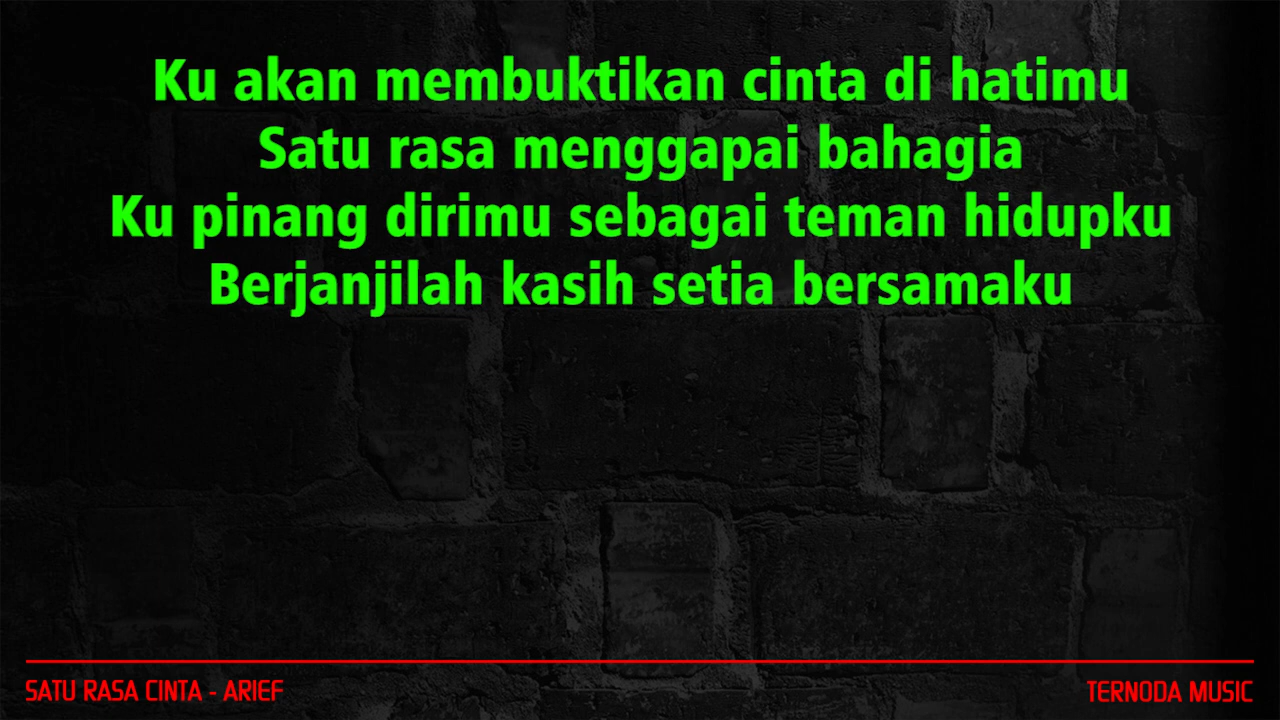 Ku akan membuktikan cinta di hatimu
Satu rasa menggapai bahagia
Ku pinang dirimu sebagai teman hidupku
Berjanjilah kasih setia bersamaku
SATU RASA CINTA - ARIEF
TERNODA MUSIC